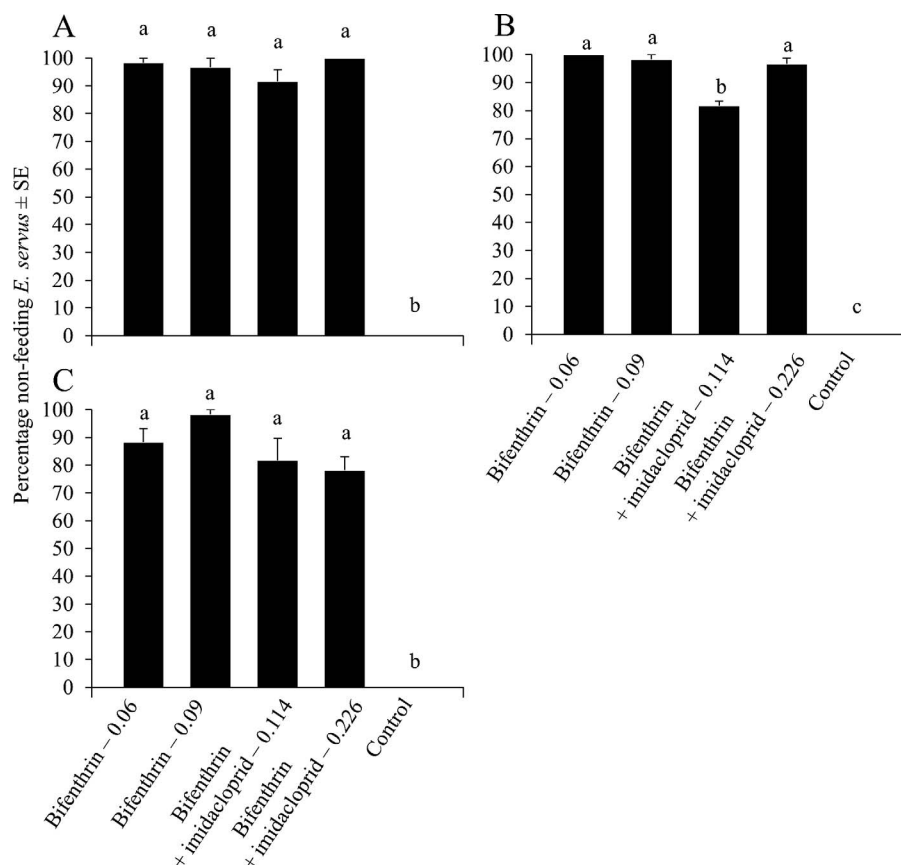 A
a
a
a
a
100
90
80
70
60
50
40
30
20
10
0
b
B
a
a
b
a
100
90
80
70
60
50
40
30
20
10
0
c
Bifenthrin – 0.06
Bifenthrin – 0.09
Bifenthrin
+ imidacloprid – 0.114
Bifenthrin
+ imidacloprid – 0.226
Control
Percentage non-feeding E. servus ± SE
C
a
a
a
a
100
90
80
70
60
50
40
30
20
10
0
b
Bifenthrin – 0.06
Bifenthrin – 0.09
Bifenthrin
+ imidacloprid – 0.114
Bifenthrin
+ imidacloprid – 0.226
Control